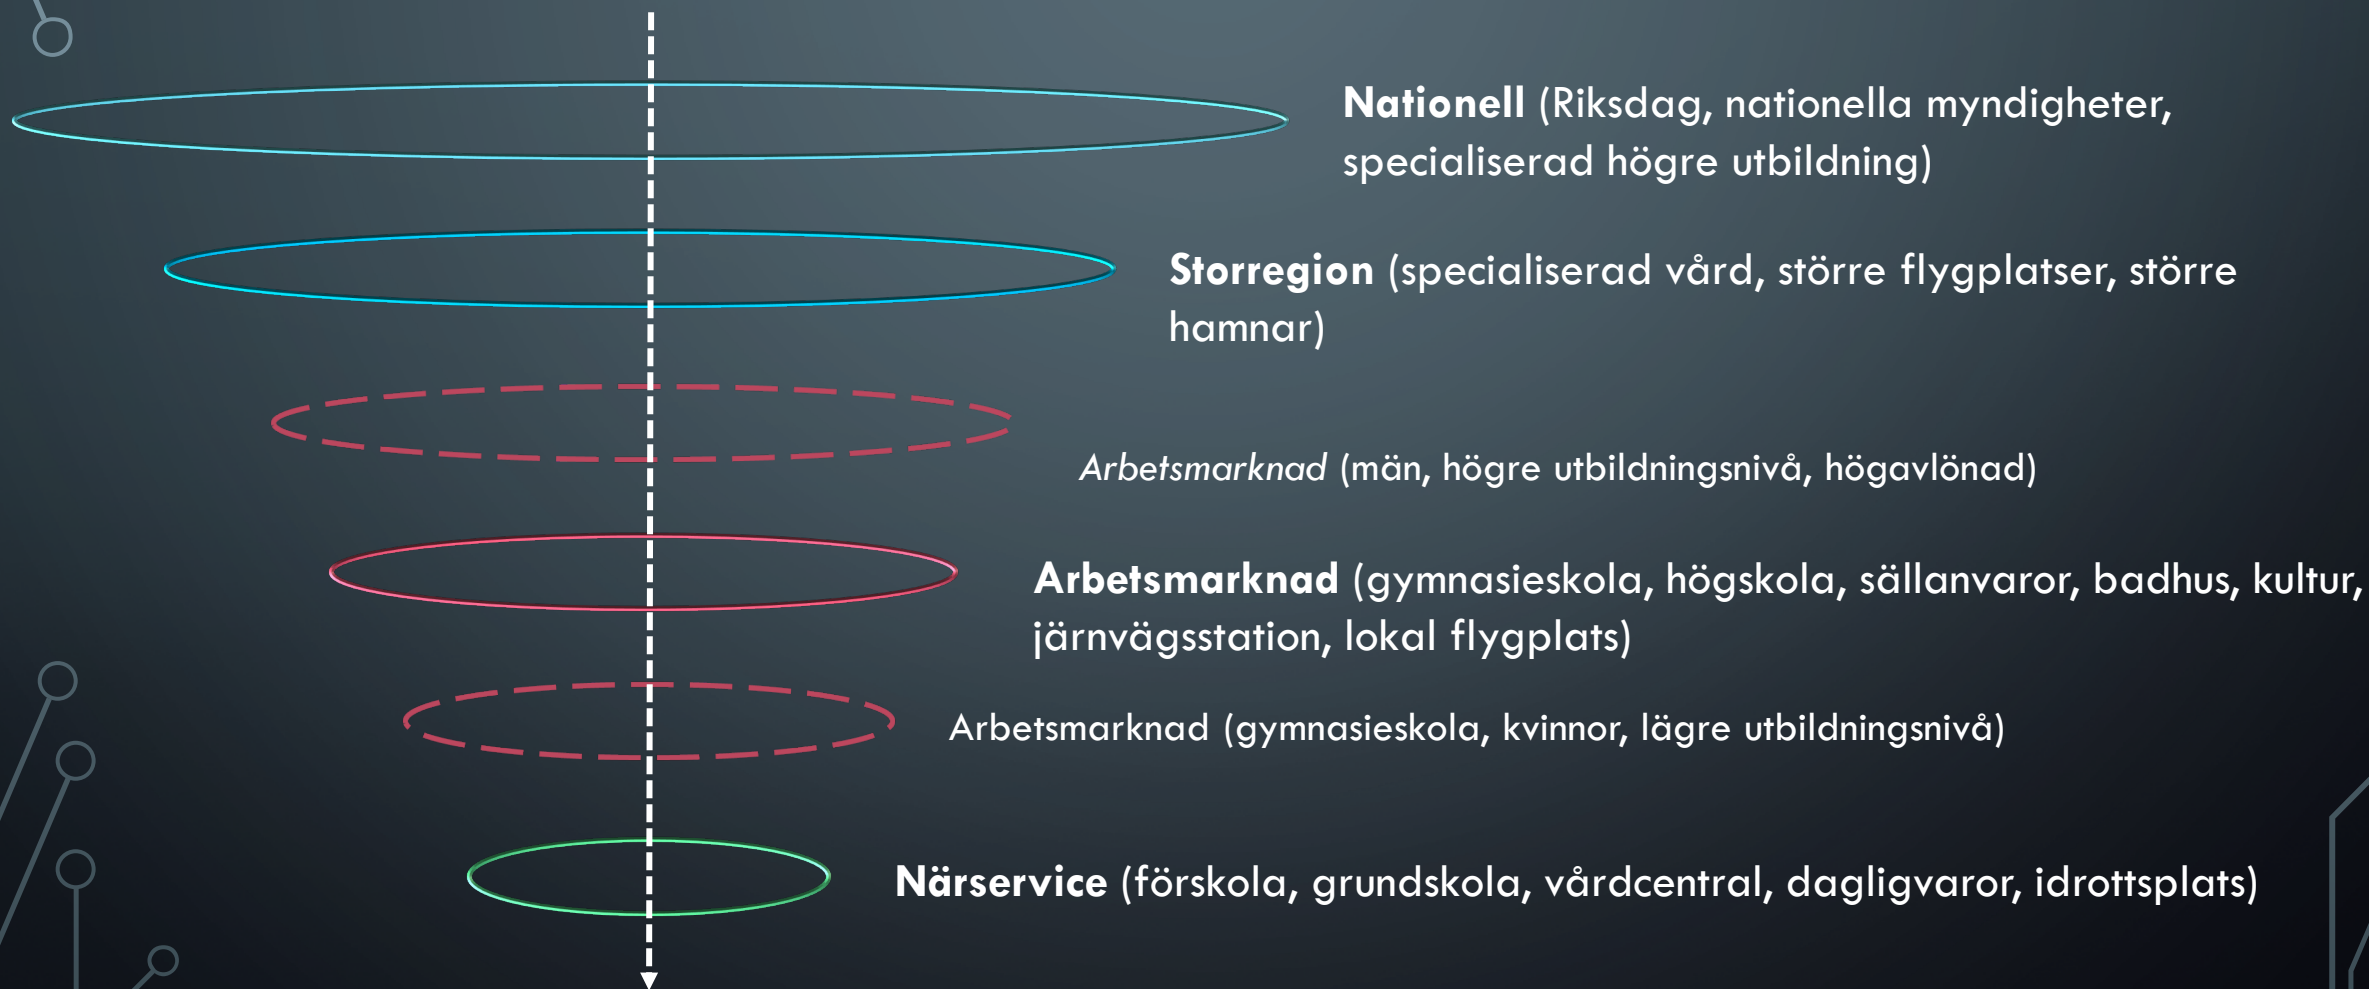 Nationell (Riksdag, nationella myndigheter,
specialiserad högre utbildning)
Storregion (specialiserad vård, större flygplatser, större
hamnar)
Arbetsmarknad (män, högre utbildningsnivå, högavlönad)
Arbetsmarknad (gymnasieskola, högskola, sällanvaror, badhus, kultur,
järnvägsstation, lokal flygplats)
Arbetsmarknad (gymnasieskola, kvinnor, lägre utbildningsnivå)
Närservice (förskola, grundskola, vårdcentral, dagligvaror, idrottsplats)